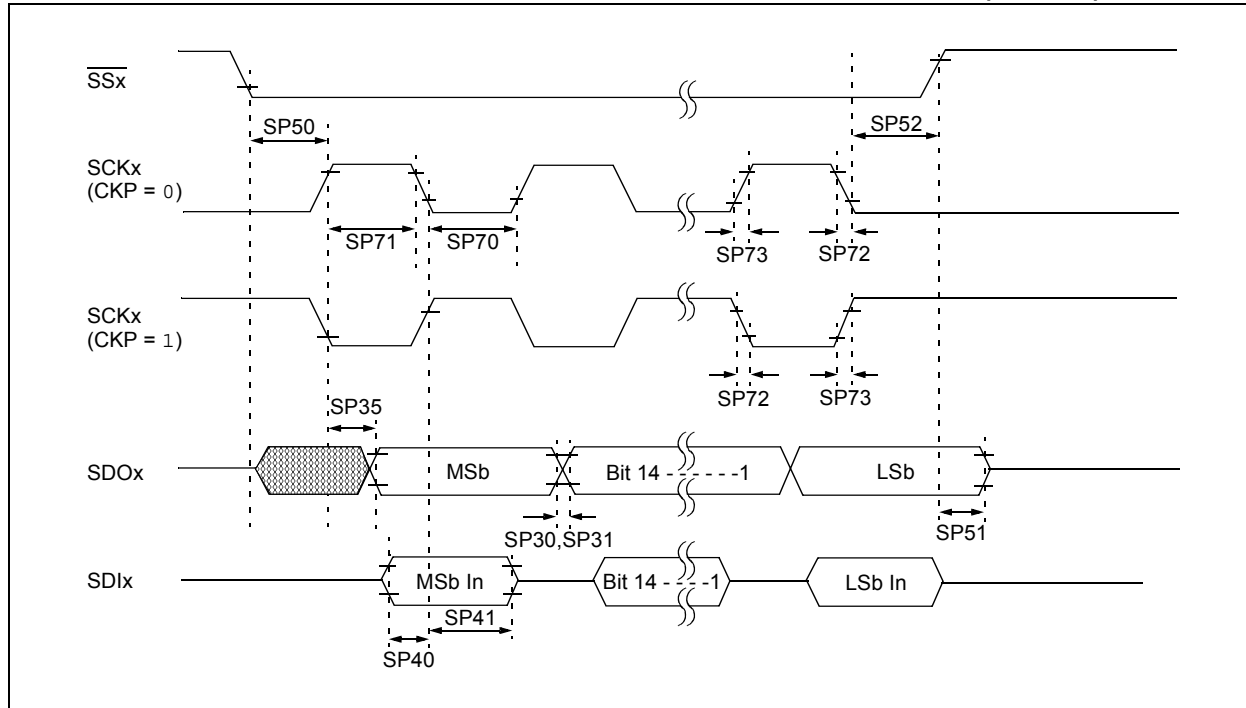 SSx
SP50
SP52
SCKx
(CKP = 0)
SP71
SP70
SP73
SP72
SCKx
(CKP = 1)
SP72
SP73
SP35
SDOx
MSb
Bit 14 - - - - - -1
LSb
SP30,SP31
SP51
SDIx
MSb In
Bit 14 - - - -1
LSb In
SP41
SP40